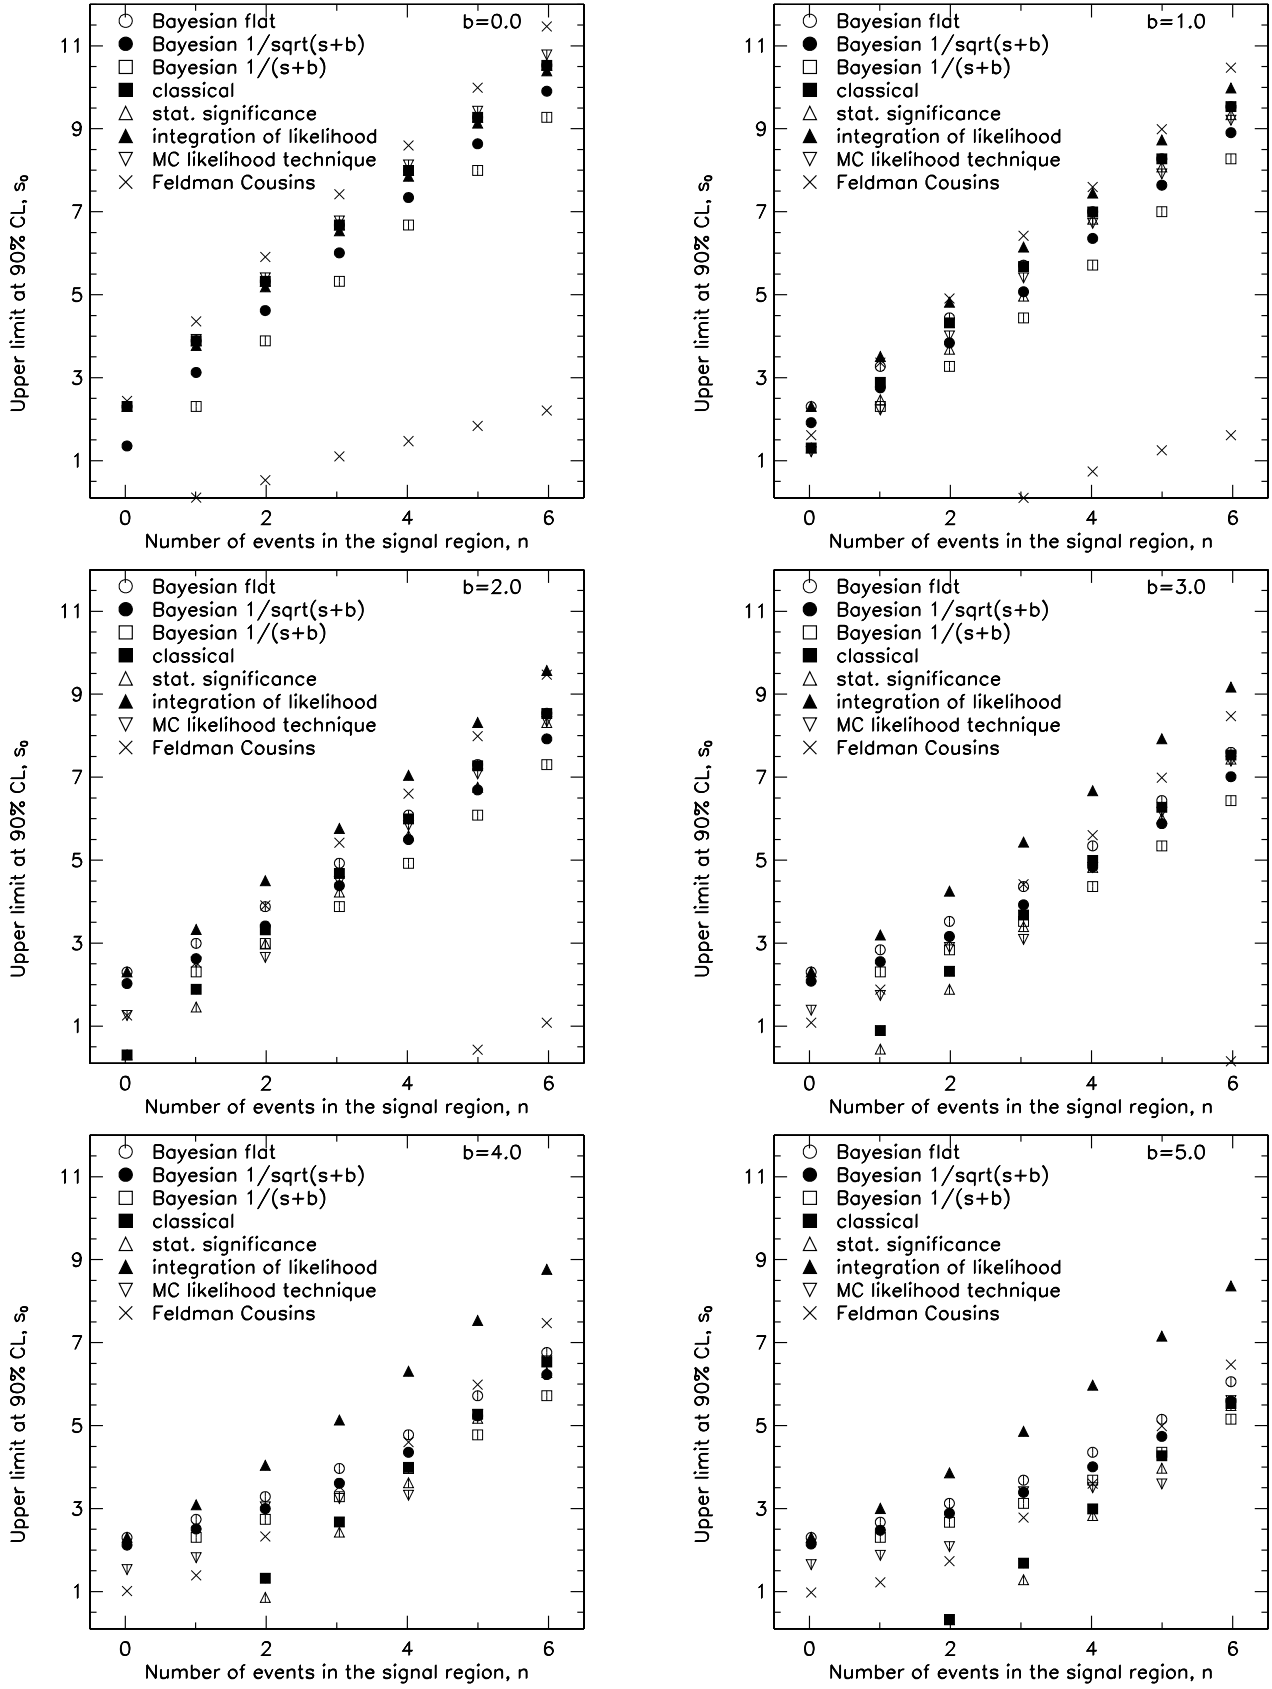 Bayesian flat b=0.0
Bayesian 1/sqrt(s+b)
Bayesian 1/(s+b)
classical
stat. significance
integration of likelihood
MC likelihood technique
Feldman Cousins
11
9
7
5
3
1
Upper limit at 90% CL, s₀
0 2 4 6
Number of events in the signal region, n
Bayesian flat b=1.0
Bayesian 1/sqrt(s+b)
Bayesian 1/(s+b)
classical
stat. significance
integration of likelihood
MC likelihood technique
Feldman Cousins
11
9
7
5
3
1
Upper limit at 90% CL, s₀
0 2 4 6
Number of events in the signal region, n
Bayesian flat b=2.0
Bayesian 1/sqrt(s+b)
Bayesian 1/(s+b)
classical
stat. significance
integration of likelihood
MC likelihood technique
Feldman Cousins
11
9
7
5
3
1
Upper limit at 90% CL, s₀
0 2 4 6
Number of events in the signal region, n
Bayesian flat b=3.0
Bayesian 1/sqrt(s+b)
Bayesian 1/(s+b)
classical
stat. significance
integration of likelihood
MC likelihood technique
Feldman Cousins
11
9
7
5
3
1
Upper limit at 90% CL, s₀
0 2 4 6
Number of events in the signal region, n
Bayesian flat b=4.0
Bayesian 1/sqrt(s+b)
Bayesian 1/(s+b)
classical
stat. significance
integration of likelihood
MC likelihood technique
Feldman Cousins
11
9
7
5
3
1
Upper limit at 90% CL, s₀
0 2 4 6
Number of events in the signal region, n
Bayesian flat b=5.0
Bayesian 1/sqrt(s+b)
Bayesian 1/(s+b)
classical
stat. significance
integration of likelihood
MC likelihood technique
Feldman Cousins
11
9
7
5
3
1
Upper limit at 90% CL, s₀
0 2 4 6
Number of events in the signal region, n